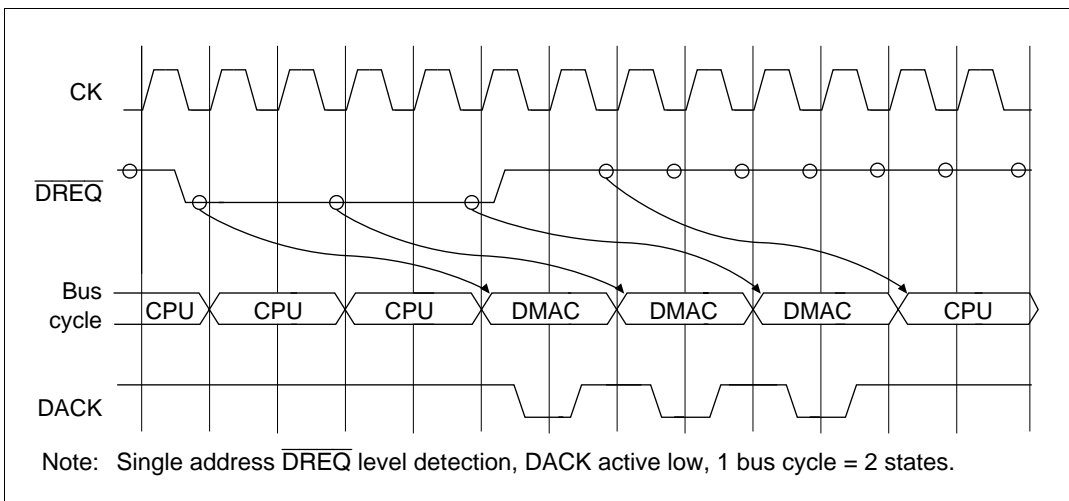 CK
DREQ
Bus
cycle
CPU CPU CPU DMAC DMAC DMAC CPU
DACK
Note: Single address DREQ level detection, DACK active low, 1 bus cycle = 2 states.